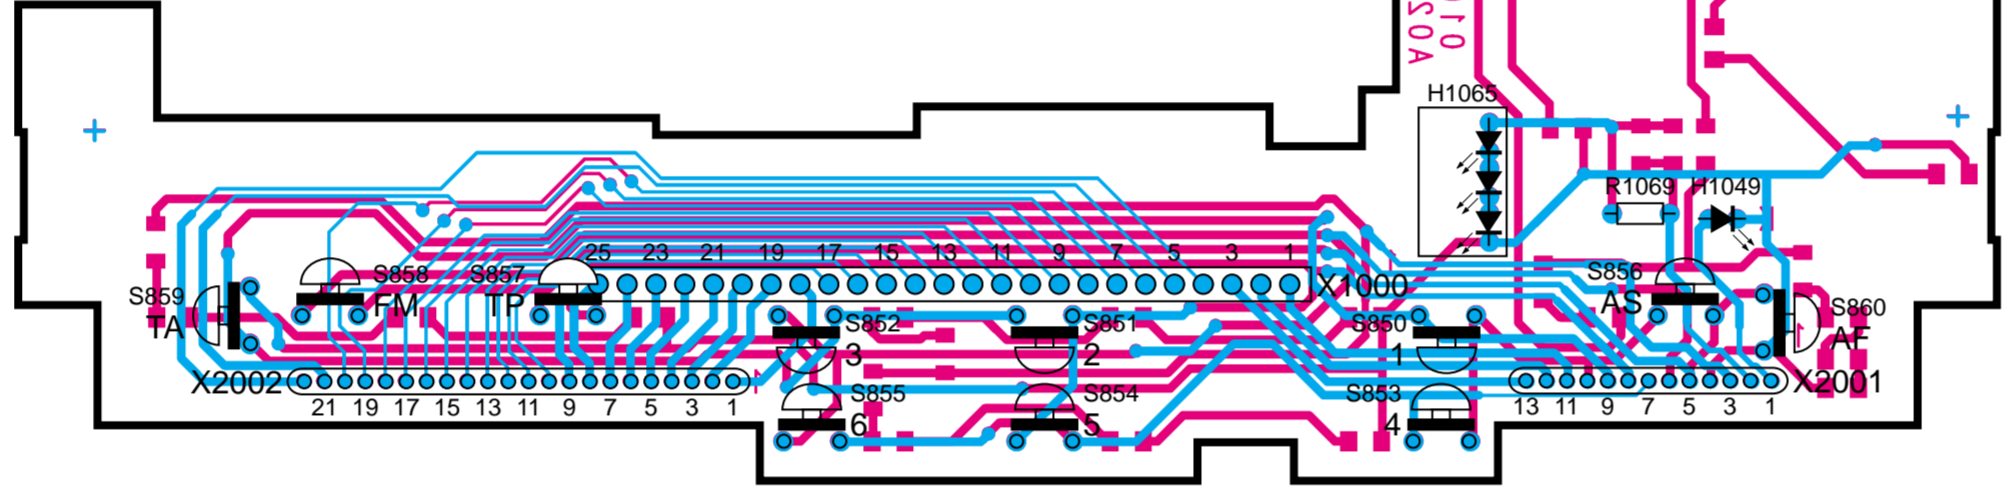 10
20A
H1065
R1069 H1049
25 23 21 19 17 15 13 11 9 7 5 3 1
X1000
S858
FM
S857
TP
S859
TA
S856
AS
S860
AF
S852
3
S851
2
S850
1
X2002
21 19 17 15 13 11 9 7 5 3 1
S855
6
S854
5
S853
4
13 11 9 7 5 3 1
X2001